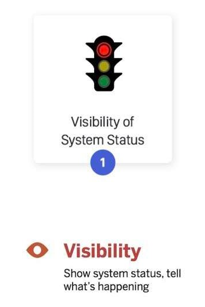 Visibility of
System Status
1
Visibility
Show system status, tell
what's happening